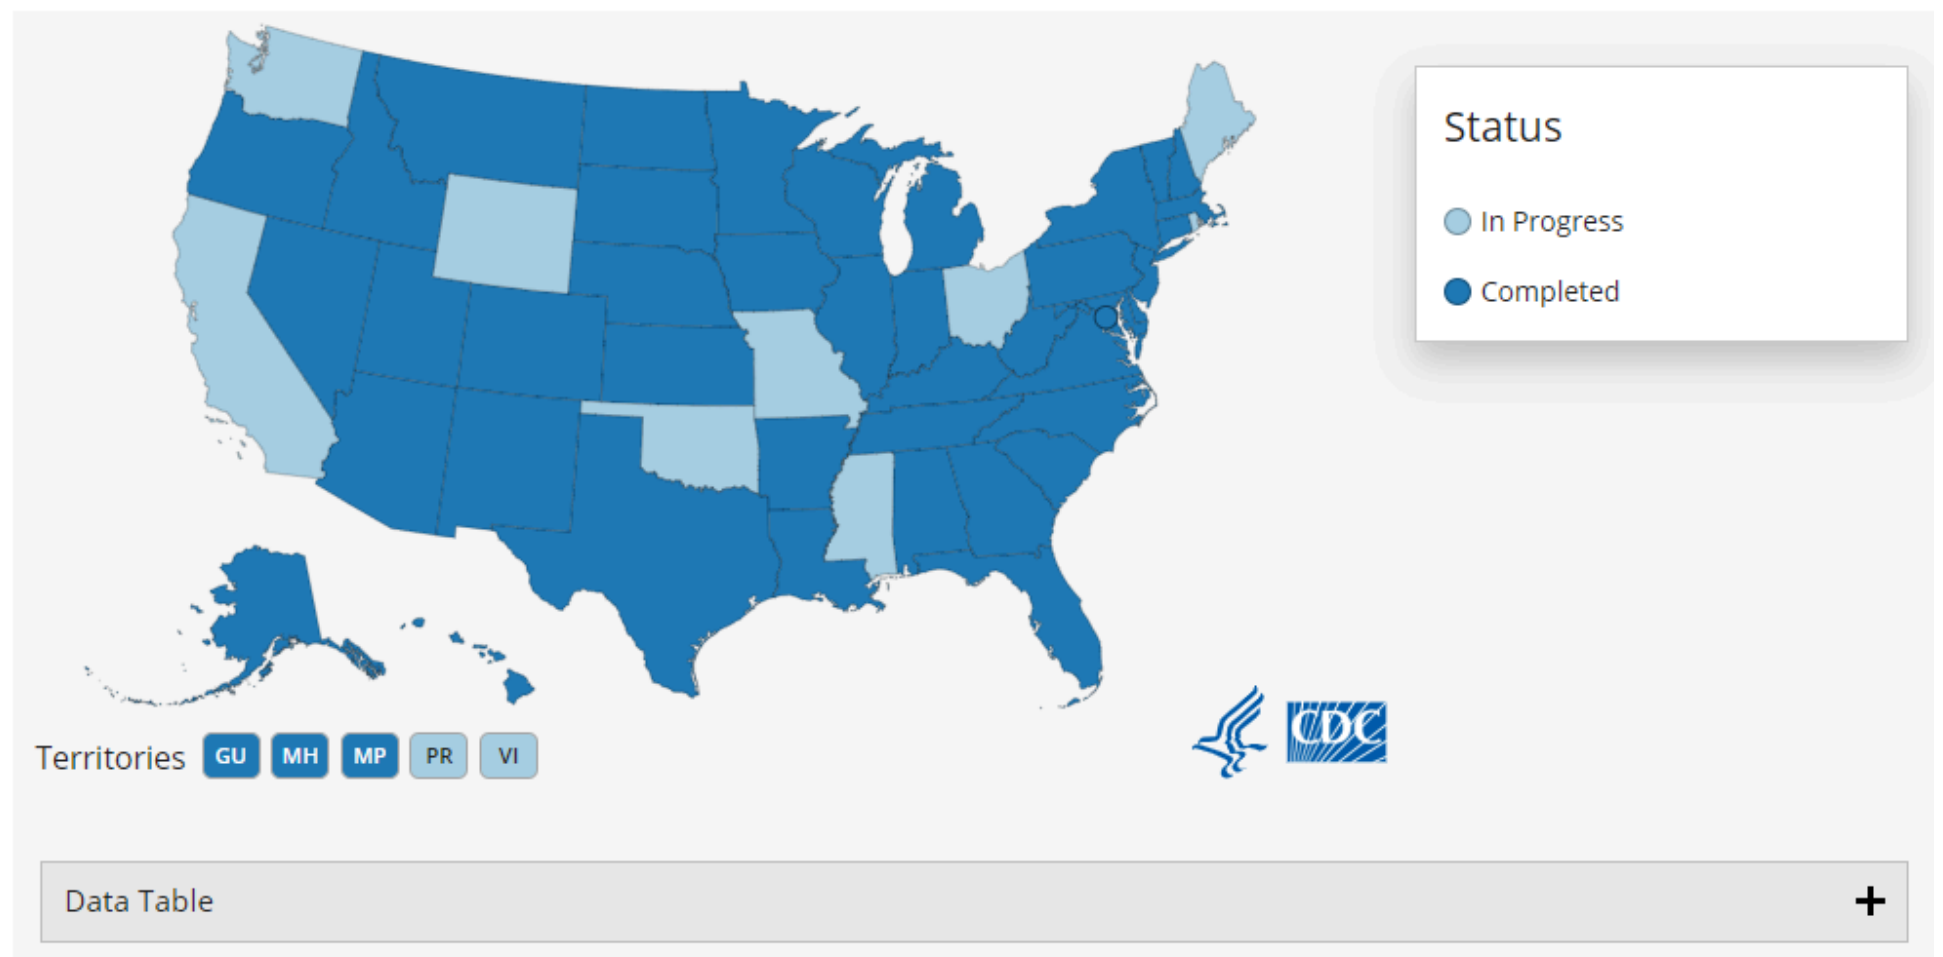 Status
In Progress
Completed
CDC
Territories GU MH MP PR VI
Data Table +